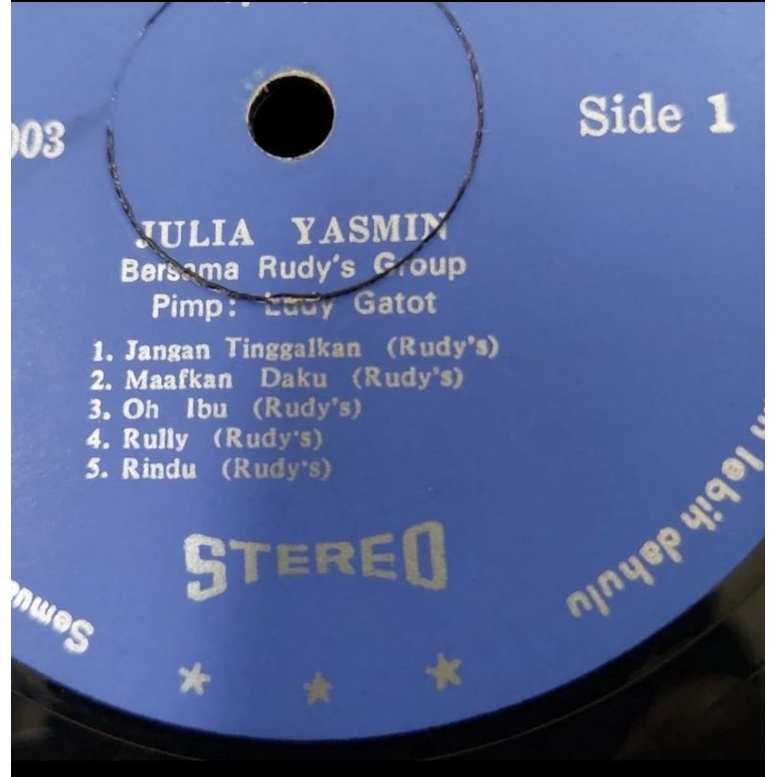 003
Side 1
JULIA YASMIN
Bersama Rudy's Group
Pimp: Eddy Gatot
1. Jangan Tinggalkan (Rudy's)
2. Maafkan Daku (Rudy's)
3. Oh Ibu (Rudy's)
4. Rully (Rudy's)
5. Rindu (Rudy's)
STEREO
lebih dahulu